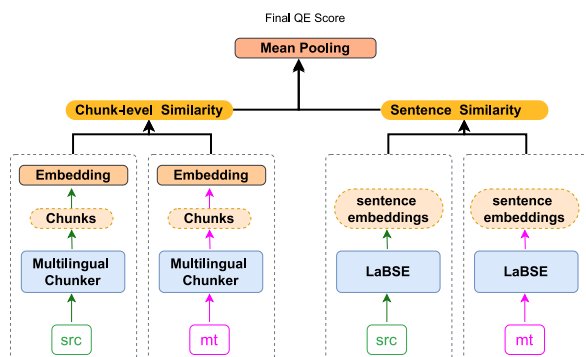 Final QE Score
Mean Pooling
Chunk-level Similarity
Sentence Similarity
Embedding
Embedding
Chunks
Chunks
sentence
embeddings
sentence
embeddings
Multilingual
Chunker
Multilingual
Chunker
LaBSE
LaBSE
src
mt
src
mt